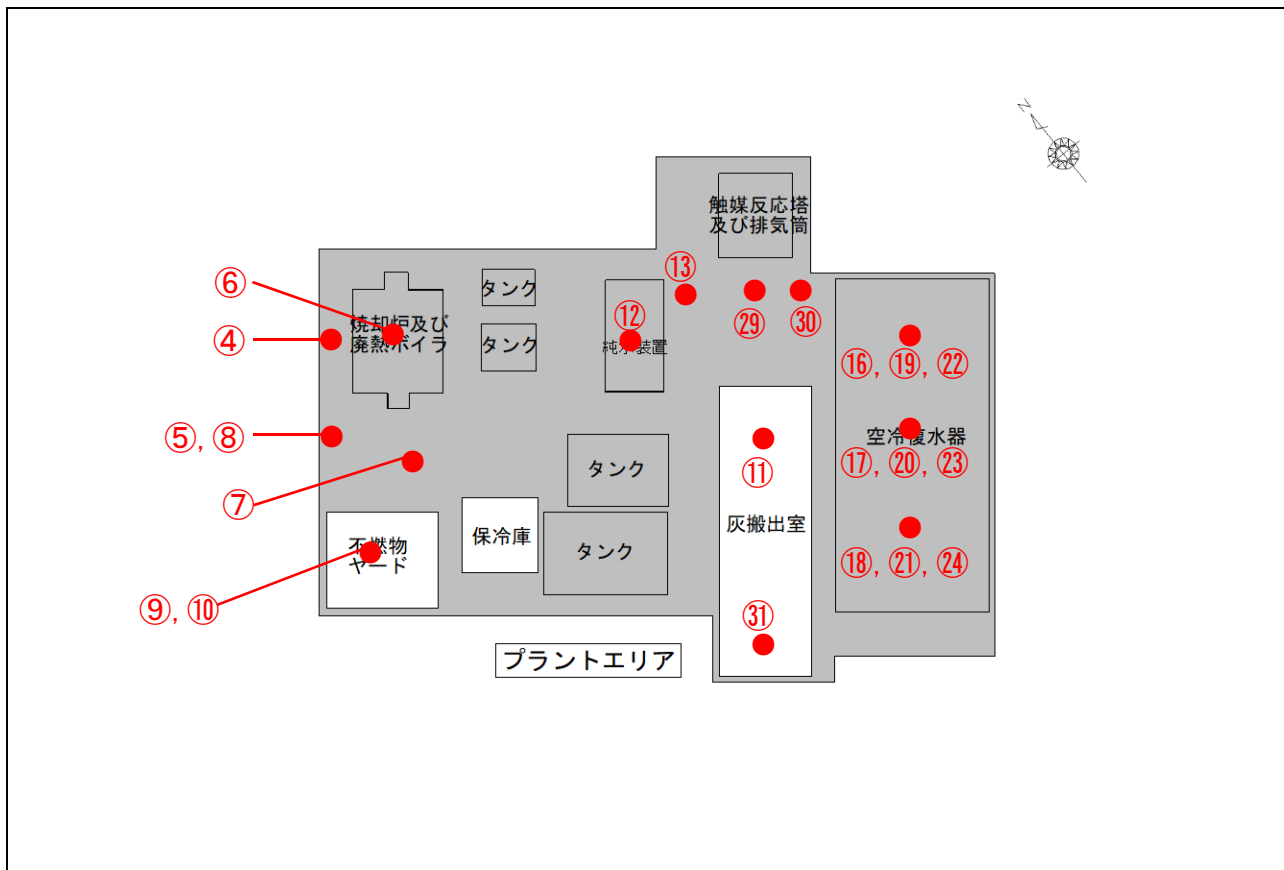 N
触媒反応塔
及び排気筒
⑬
⑥
タンク
④
焼却炉及び
廃熱ボイラ
⑫
㉙
㉚
タンク
純水装置
⑯, ⑲, ㉒
⑤, ⑧
空冷復水器
⑰, ⑳, ㉓
⑦
タンク
⑪
灰搬出室
保冷庫
タンク
不燃物
ヤード
⑱, ㉑, ㉔
⑨, ⑩
㉛
プラントエリア